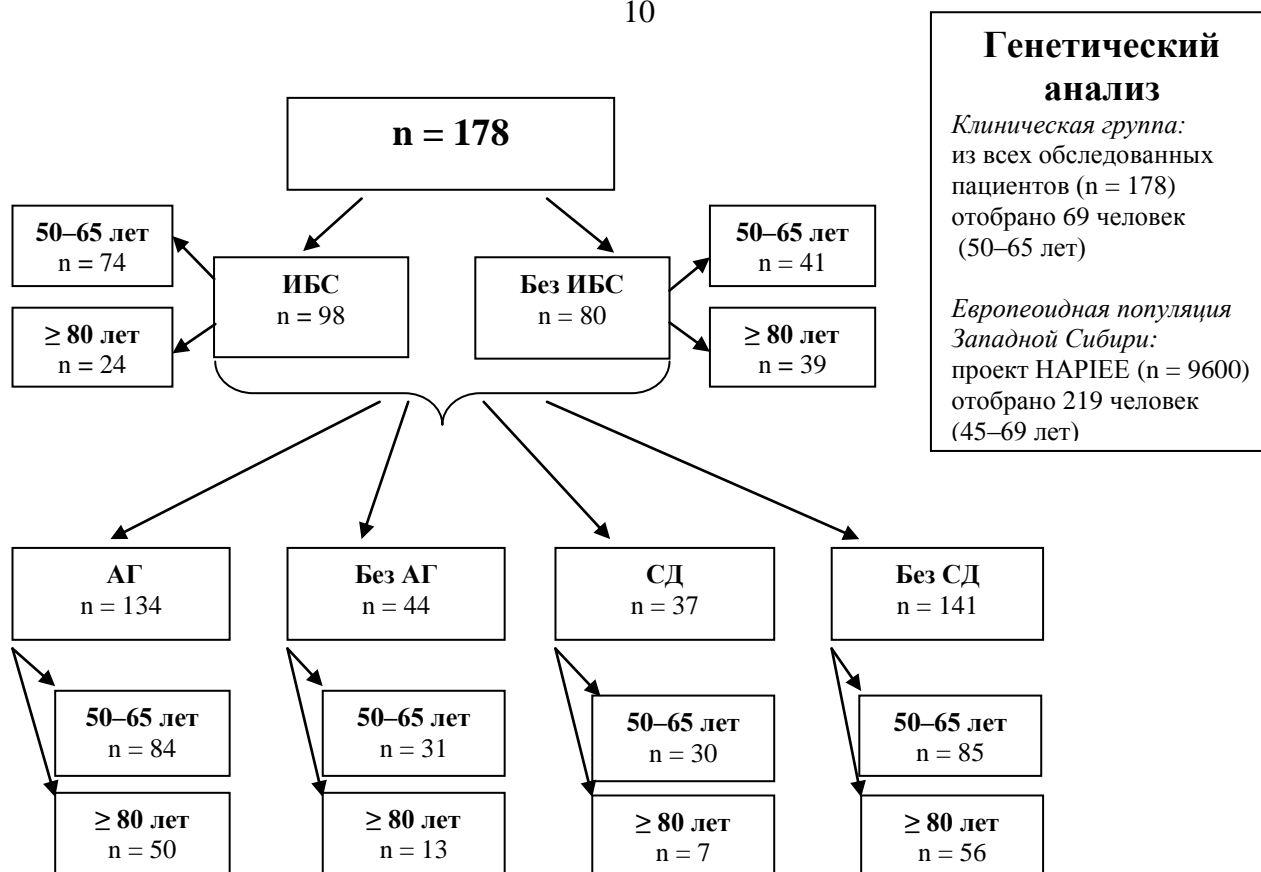 10
Генетический
анализ
Клиническая группа:
из всех обследованных
пациентов (n = 178)
отобрано 69 человек
(50–65 лет)
Европеоидная популяция
Западной Сибири:
проект HAPIEE (n = 9600)
отобрано 219 человек
(45–69 лет)
n = 178
50–65 лет
n = 74
≥ 80 лет
n = 24
ИБС
n = 98
Без ИБС
n = 80
50–65 лет
n = 41
≥ 80 лет
n = 39
АГ
n = 134
Без АГ
n = 44
СД
n = 37
Без СД
n = 141
50–65 лет
n = 84
≥ 80 лет
n = 50
50–65 лет
n = 31
≥ 80 лет
n = 13
50–65 лет
n = 30
≥ 80 лет
n = 7
50–65 лет
n = 85
≥ 80 лет
n = 56